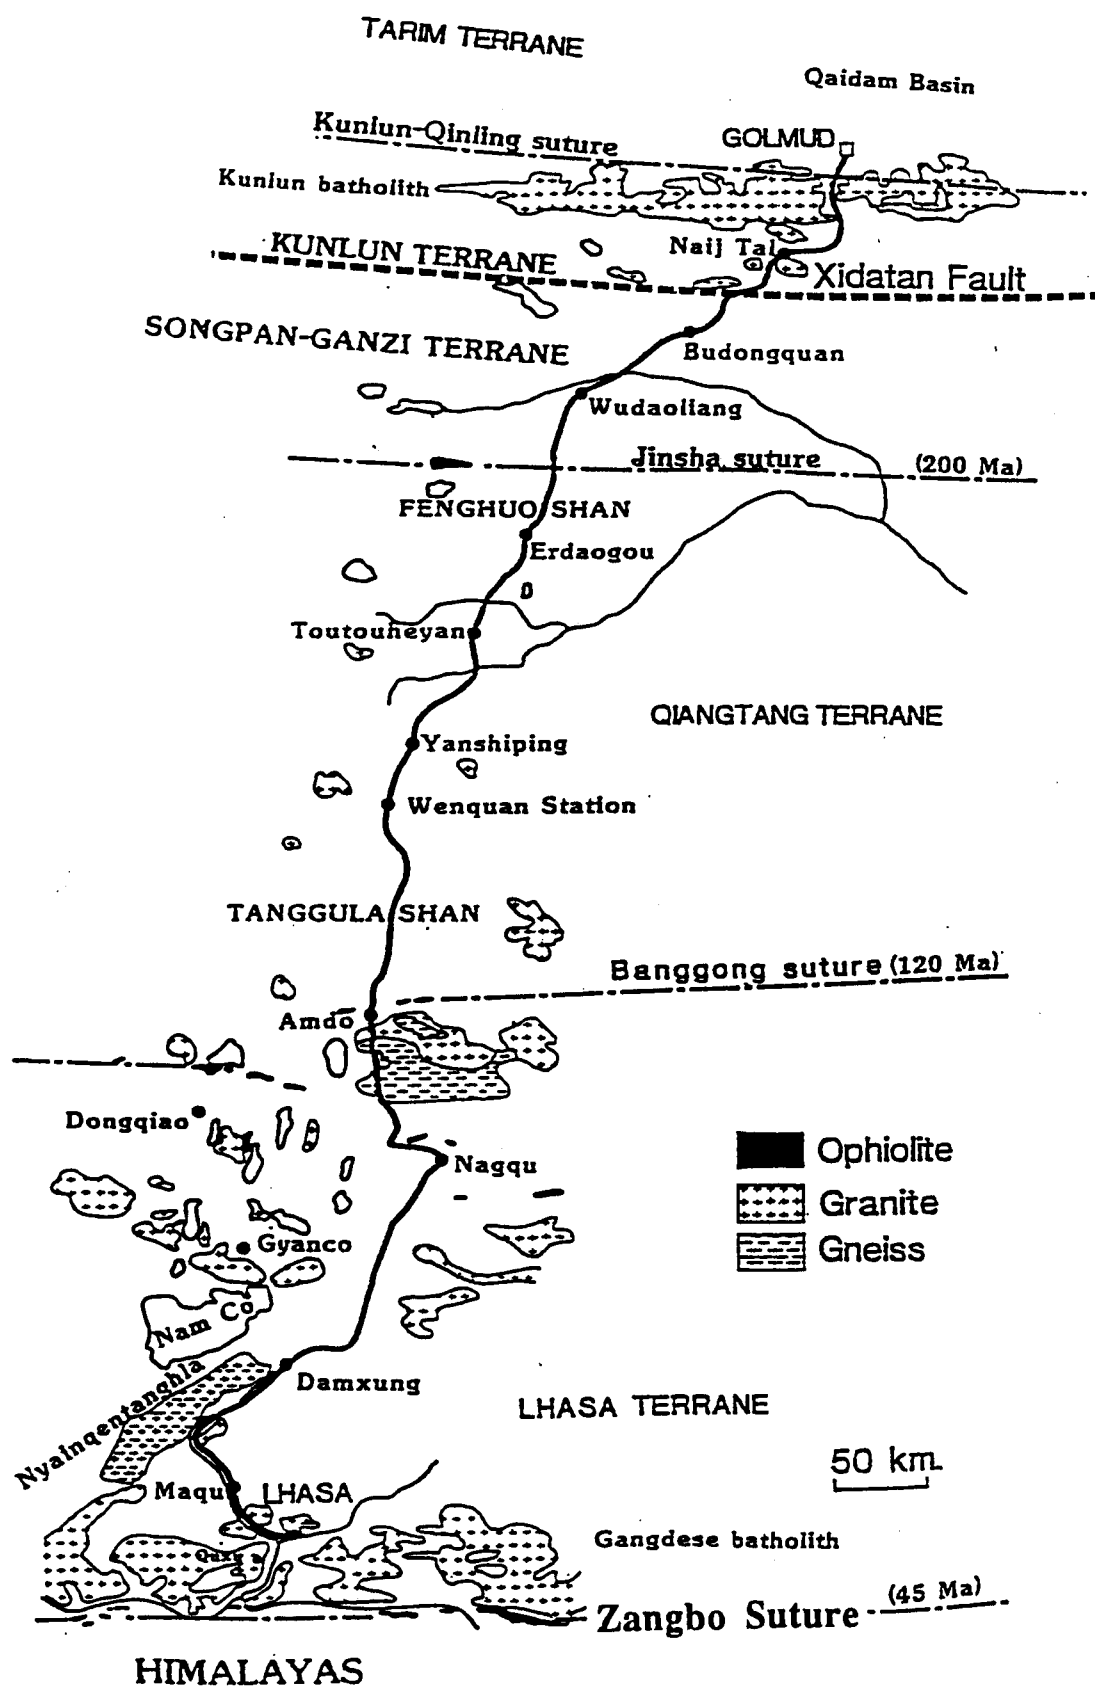 TARIM TERRANE
Qaidam Basin
Kunlun-Qinling suture
GOLMUD
Kunlun batholith
Naij Tal
KUNLUN TERRANE
Xidatan Fault
SONGPAN-GANZI TERRANE
Budongquan
Wudaoliang
Jinsha suture (200 Ma)
FENGHUO SHAN
Erdaogou
Toutouheyan
QIANGTANG TERRANE
Yanshiping
Wenquan Station
TANGGULA SHAN
Banggong suture (120 Ma)
Amdo
Dongqiao
Nagqu
Ophiolite
Granite
Gneiss
Gyanco
Nam Co
Nyainqentanghla
Damxung
LHASA TERRANE
50 km.
Maqu
LHASA
Gangdese batholith
Zangbo Suture (45 Ma)
HIMALAYAS